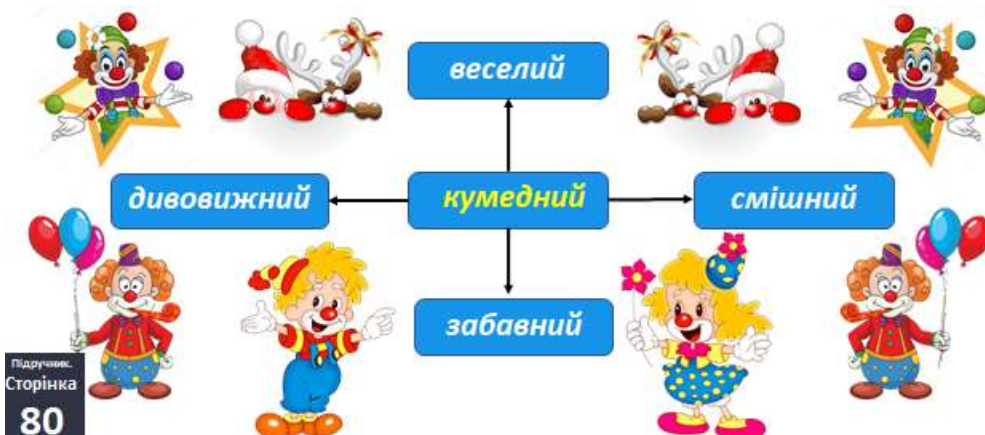 веселий
дивовижний
кумедний
смішний
забавний
Підручник.
Сторінка
80